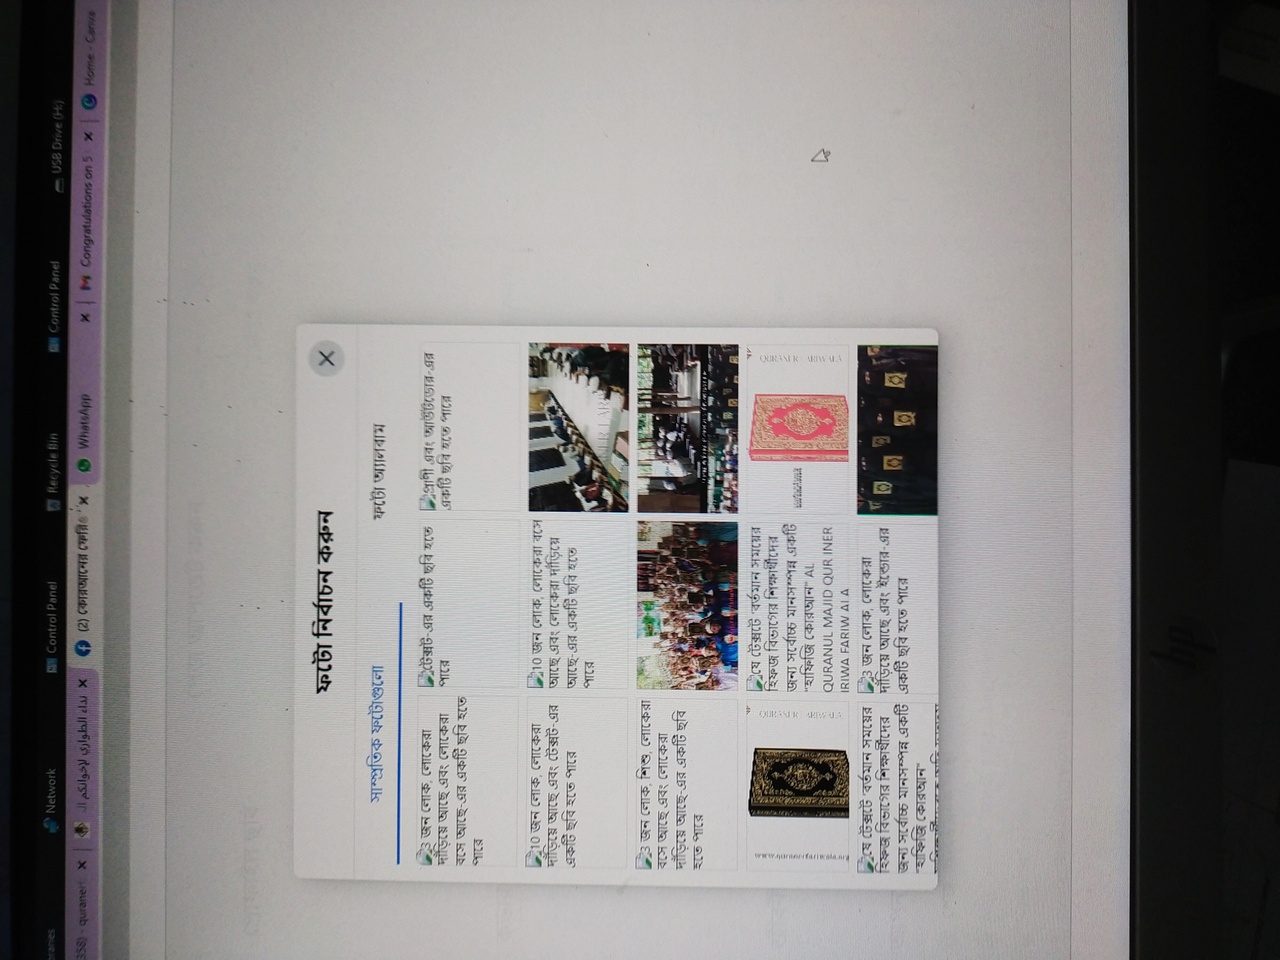 Network
Control Panel
Recycle Bin
Control Panel
USB Drive (H:)
358) - quraner
نداء الطواري لإخوانكم ال
(2) কোরআনের ফেরি
WhatsApp
Congratulations on 5
Home - Canva
প্রোফাইল ছবি
ফটো নির্বাচন করুন
সাম্প্রতিক ফটোগুলো
ফটো অ্যালবাম
3 জন লোক, লোকেরা
দাঁড়িয়ে আছে এবং লোকেরা
বসে আছে-এর একটি ছবি হতে
পারে
টেক্সট-এর একটি ছবি হতে
পারে
প্রাণী এবং আউটডোর-এর
একটি ছবি হতে পারে
10 জন লোক, লোকেরা
দাঁড়িয়ে আছে এবং টেক্সট-এর
একটি ছবি হতে পারে
10 জন লোক, লোকেরা বসে
আছে এবং লোকেরা দাঁড়িয়ে
আছে-এর একটি ছবি হতে
পারে
3 জন লোক, শিশু, লোকেরা
বসে আছে এবং লোকেরা
দাঁড়িয়ে আছে-এর একটি ছবি
হতে পারে
যে টেক্সটে 'বর্তমান সময়ের
হিফজ বিভাগের শিক্ষার্থীদের
জন্য সর্বোচ্চ মানসম্পন্ন একটি
"হাফিজি কোরআন" AL
QURANUL MAJID QUR INER
IRIWA FARIW ALA
যে টেক্সটে 'বর্তমান সময়ের
হিফজ বিভাগের শিক্ষার্থীদের
জন্য সর্বোচ্চ মানসম্পন্ন একটি
"হাফিজি কোরআন"
3 জন লোক, লোকেরা
দাঁড়িয়ে আছে এবং ইন্ডোর-এর
একটি ছবি হতে পারে
hp